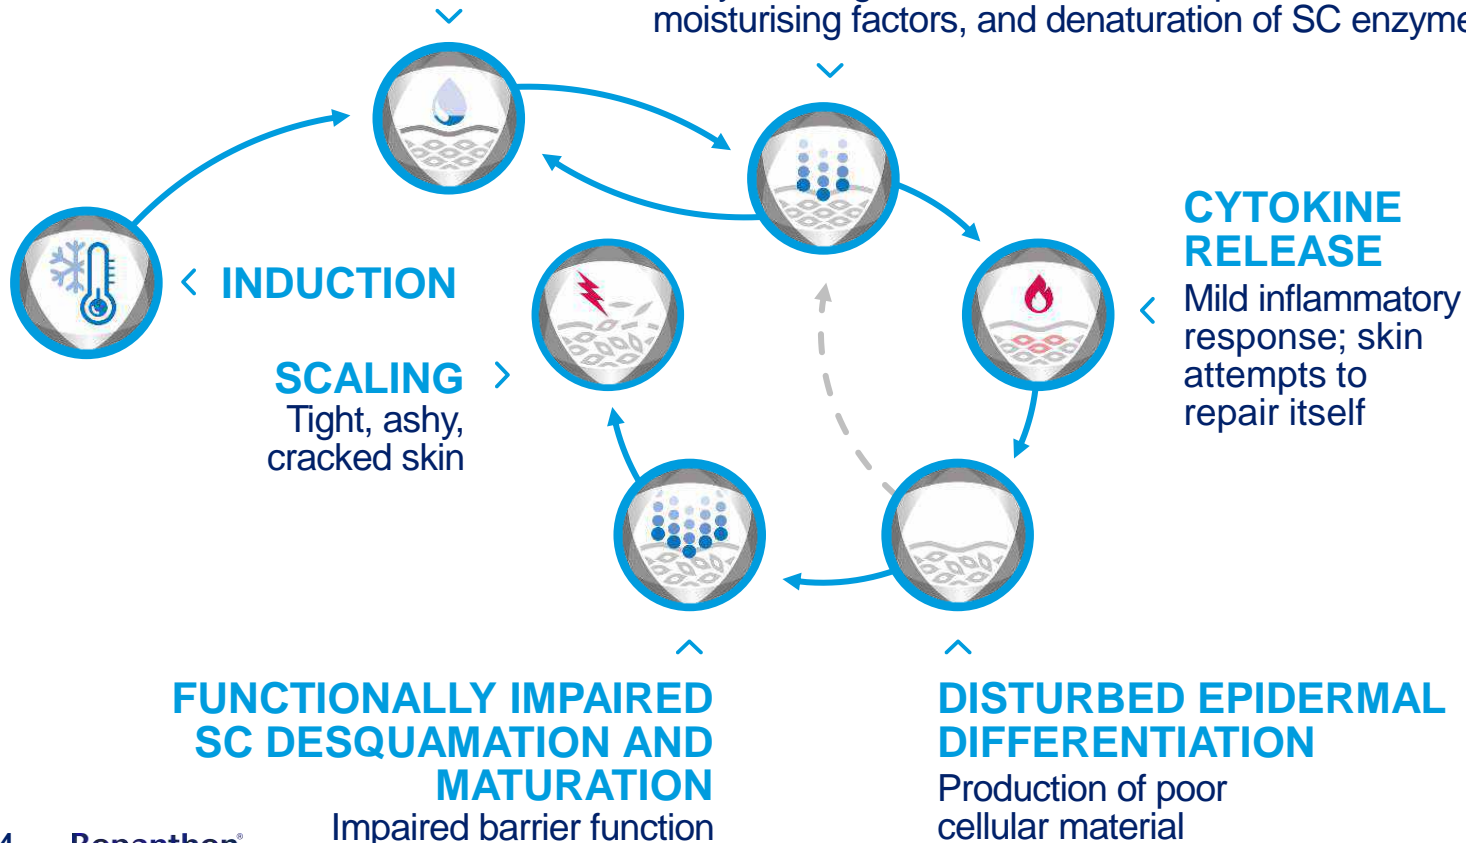 moisturising factors, and denaturation of SC
CYTOKINE
RELEASE
Mild inflammatory
response; skin
attempts to
repair itself
INDUCTION
SCALING
Tight, ashy,
cracked skin
FUNCTIONALLY IMPAIRED
SC DESQUAMATION AND
MATURATION
Impaired barrier function
DISTURBED EPIDERMAL
DIFFERENTIATION
Production of poor
cellular material